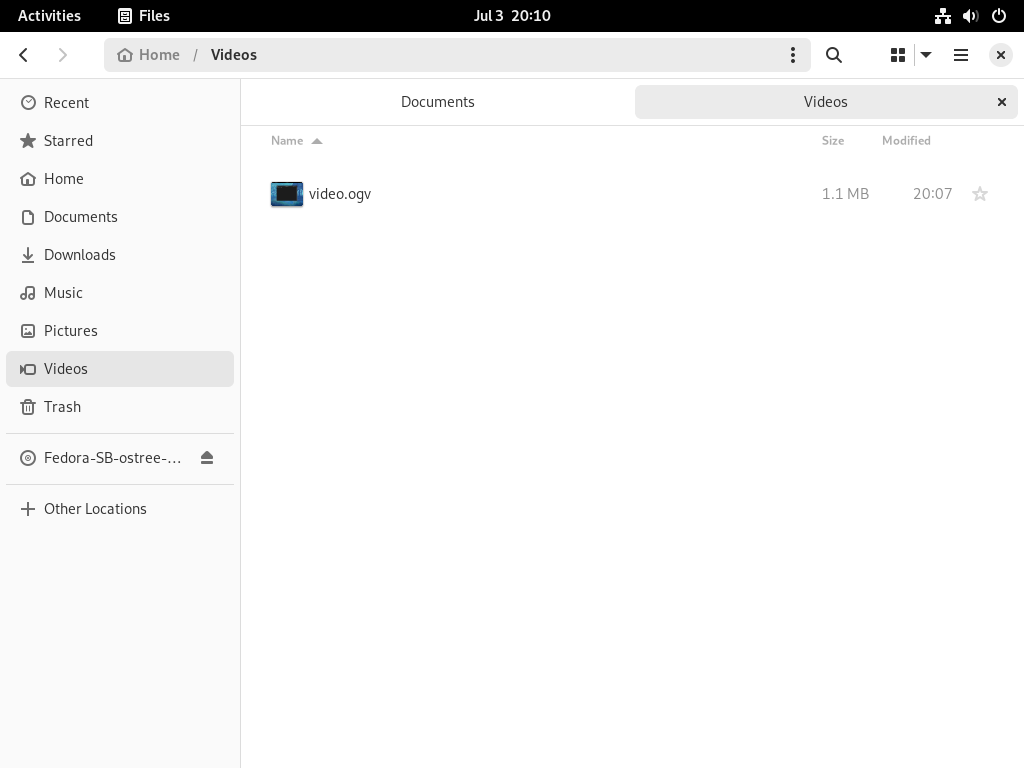 Activities Files Jul 3 20:10
Home / Videos
Recent
Starred
Home
Documents
Downloads
Music
Pictures
Videos
Trash
Fedora-SB-ostree-…
Other Locations
Documents Videos
Name Size Modified
video.ogv 1.1 MB 20:07